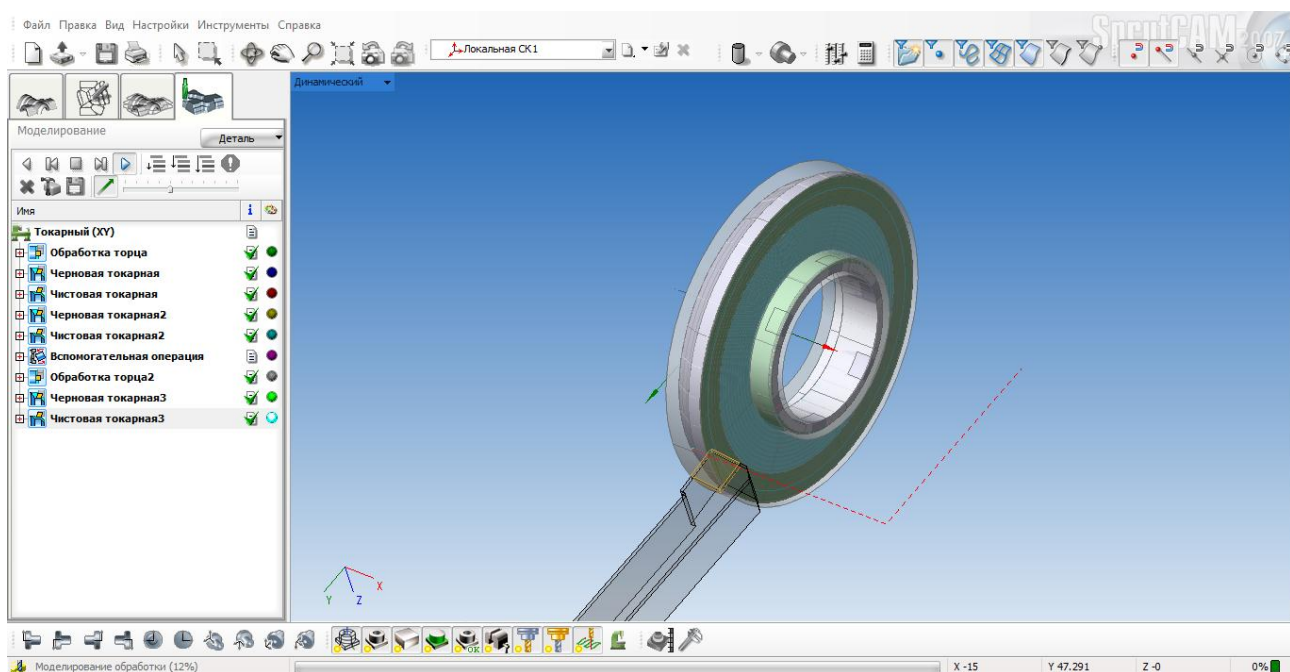 Файл Правка Вид Настройки Инструменты Справка
SprutCAM 2007
Локальная СК1
Динамический
Моделирование
Деталь
Имя
Токарный (XY)
Обработка торца
Черновая токарная
Чистовая токарная
Черновая токарная2
Чистовая токарная2
Вспомогательная операция
Обработка торца2
Черновая токарная3
Чистовая токарная3
X
Y
Z
OK
Моделирование обработки (12%)
X -15
Y 47.291
Z -0
0%